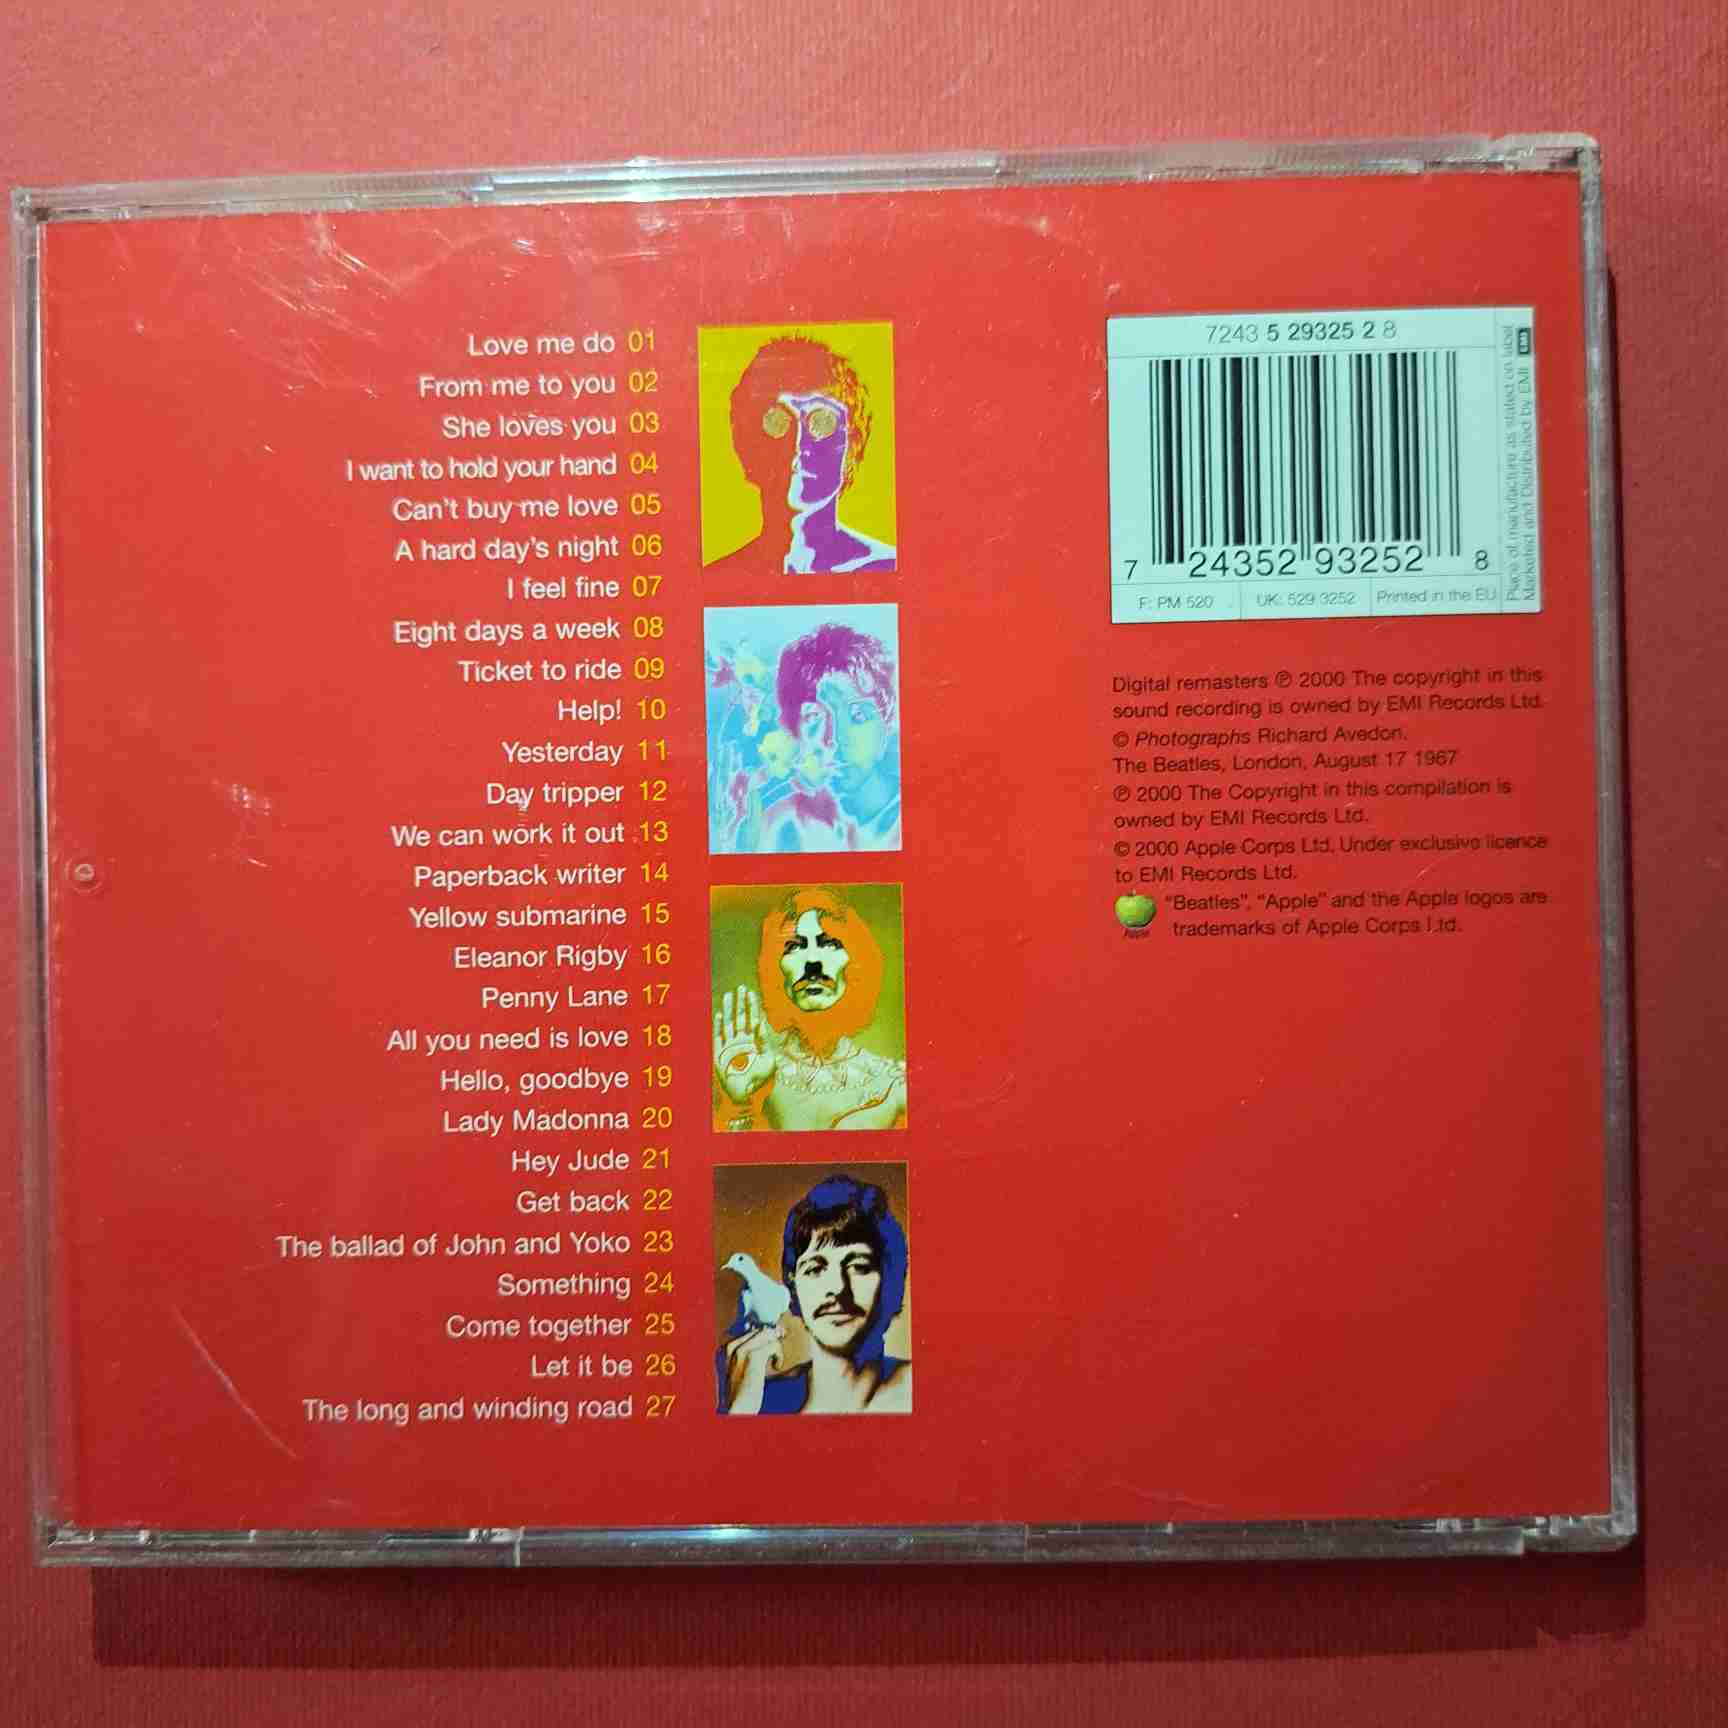 Love me do 01
From me to you 02
She loves you 03
I want to hold your hand 04
Can't buy me love 05
A hard day's night 06
I feel fine 07
Eight days a week 08
Ticket to ride 09
Help! 10
Yesterday 11
Day tripper 12
We can work it out 13
Paperback writer 14
Yellow submarine 15
Eleanor Rigby 16
Penny Lane 17
All you need is love 18
Hello, goodbye 19
Lady Madonna 20
Hey Jude 21
Get back 22
The ballad of John and Yoko 23
Something 24
Come together 25
Let it be 26
The long and winding road 27
7243 5 29325 2 8
7 24352 93252 8
F: PM 520
UK: 529 3252
Printed in the EU
Place of manufacture as stated on label
Marketed and Distributed by EMI
EMI
Digital remasters ℗ 2000 The copyright in this
sound recording is owned by EMI Records Ltd.
© Photographs Richard Avedon.
The Beatles, London, August 17 1967
℗ 2000 The Copyright in this compilation is
owned by EMI Records Ltd.
© 2000 Apple Corps Ltd. Under exclusive licence
to EMI Records Ltd.
"Beatles", "Apple" and the Apple logos are
trademarks of Apple Corps Ltd.
Apple